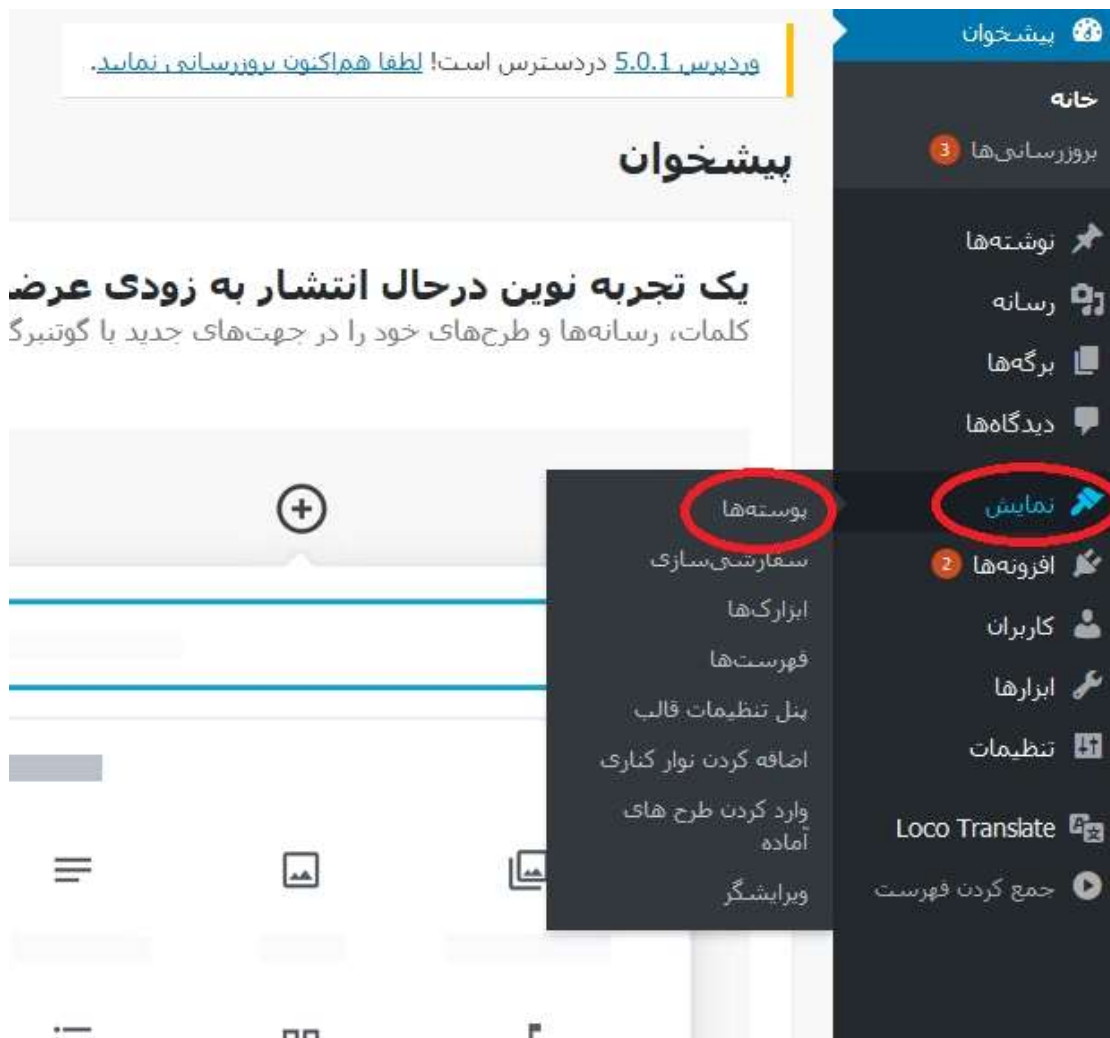 پیشخوان
خانه
بروزرسانی‌ها 3
نوشته‌ها
رسانه
برگه‌ها
دیدگاه‌ها
نمایش
افزونه‌ها 2
کاربران
ابزارها
تنظیمات
Loco Translate
جمع کردن فهرست
پوسته‌ها
سفارشی‌سازی
ابزارک‌ها
فهرست‌ها
پنل تنظیمات قالب
اضافه کردن نوار کناری
وارد کردن طرح های
آماده
ویرایشگر
وردپرس 5.0.1 دردسترس است! لطفا هم‌اکنون بروزرسانی نمایید.
پیشخوان
یک تجربه نوین درحال انتشار به زودی عرض
کلمات، رسانه‌ها و طرح‌های خود را در جهت‌های جدید با گوتنبرگ